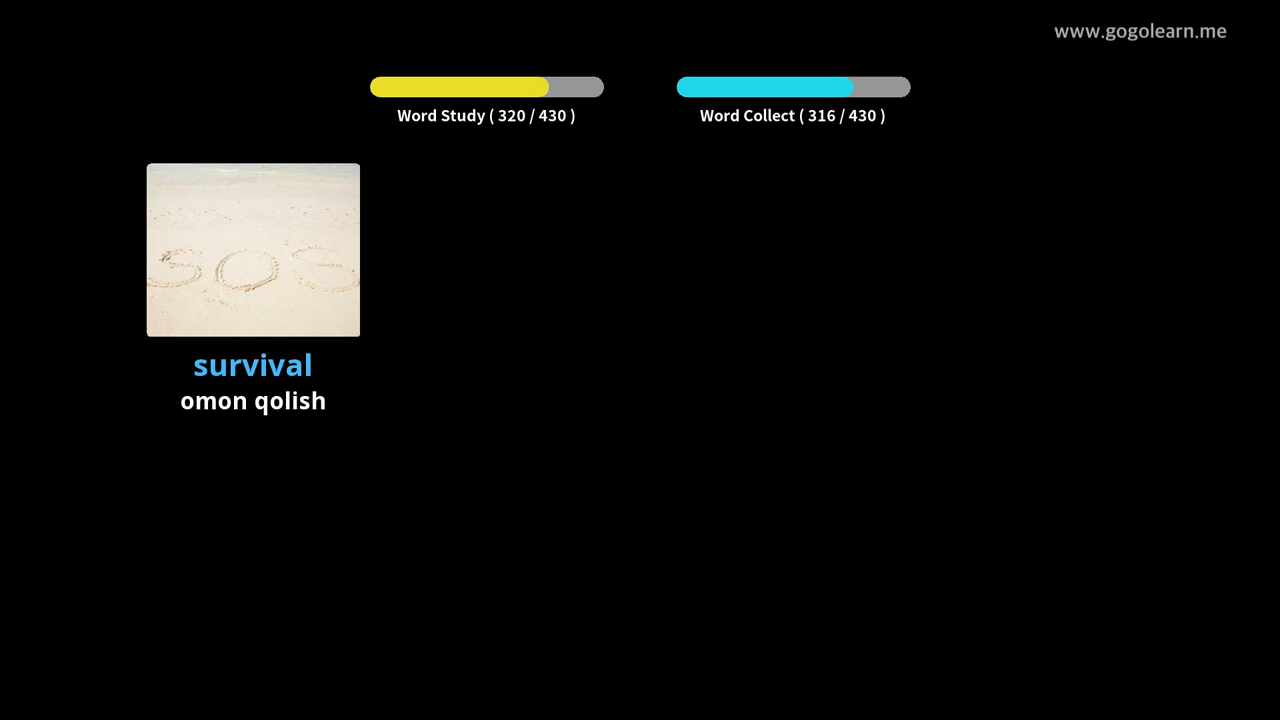 www.gogolearn.me
Word Study ( 320 / 430 )
Word Collect ( 316 / 430 )
SOS
survival
omon qolish